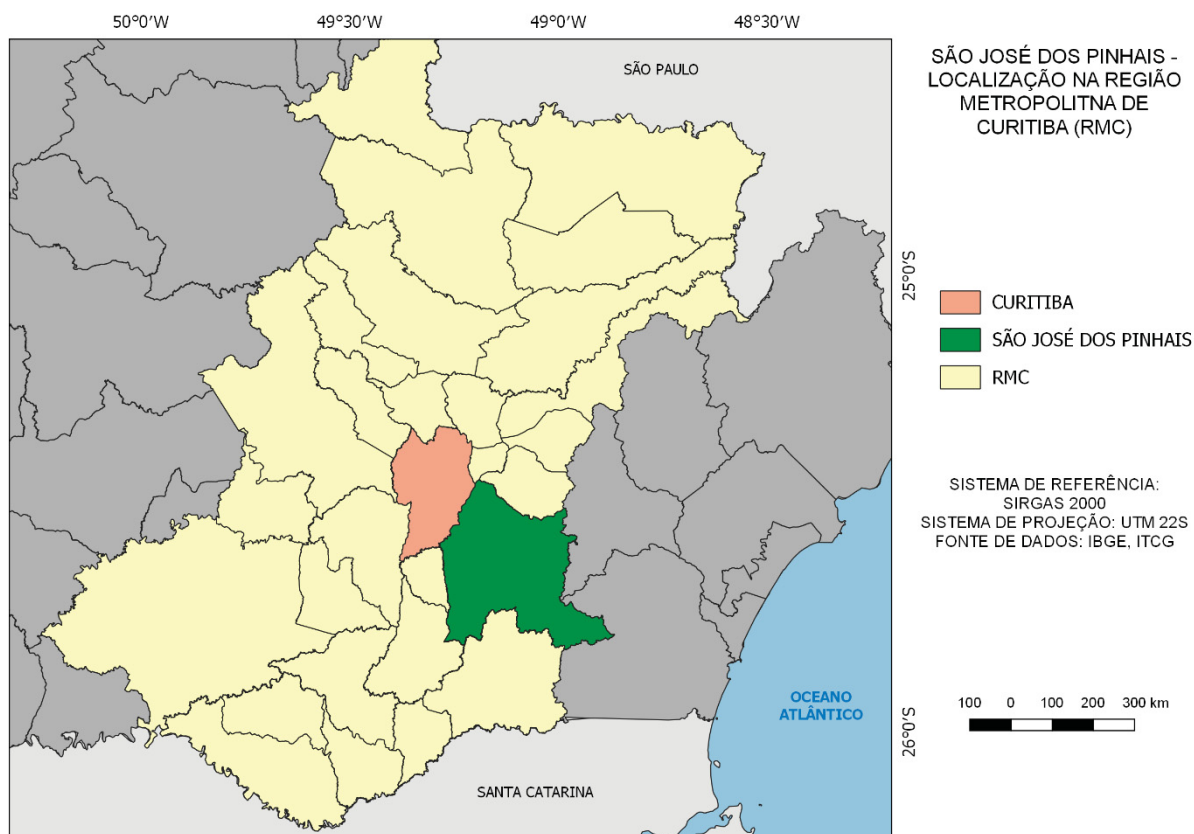 50°0'W 49°30'W 49°0'W 48°30'W
SÃO JOSÉ DOS PINHAIS -
LOCALIZAÇÃO NA REGIÃO
METROPOLITNA DE
CURITIBA (RMC)
SÃO PAULO
25°0'S
CURITIBA
SÃO JOSÉ DOS PINHAIS
RMC
SISTEMA DE REFERÊNCIA:
SIRGAS 2000
SISTEMA DE PROJEÇÃO: UTM 22S
FONTE DE DADOS: IBGE, ITCG
OCEANO
ATLÂNTICO
100 0 100 200 300 km
26°0'S
SANTA CATARINA